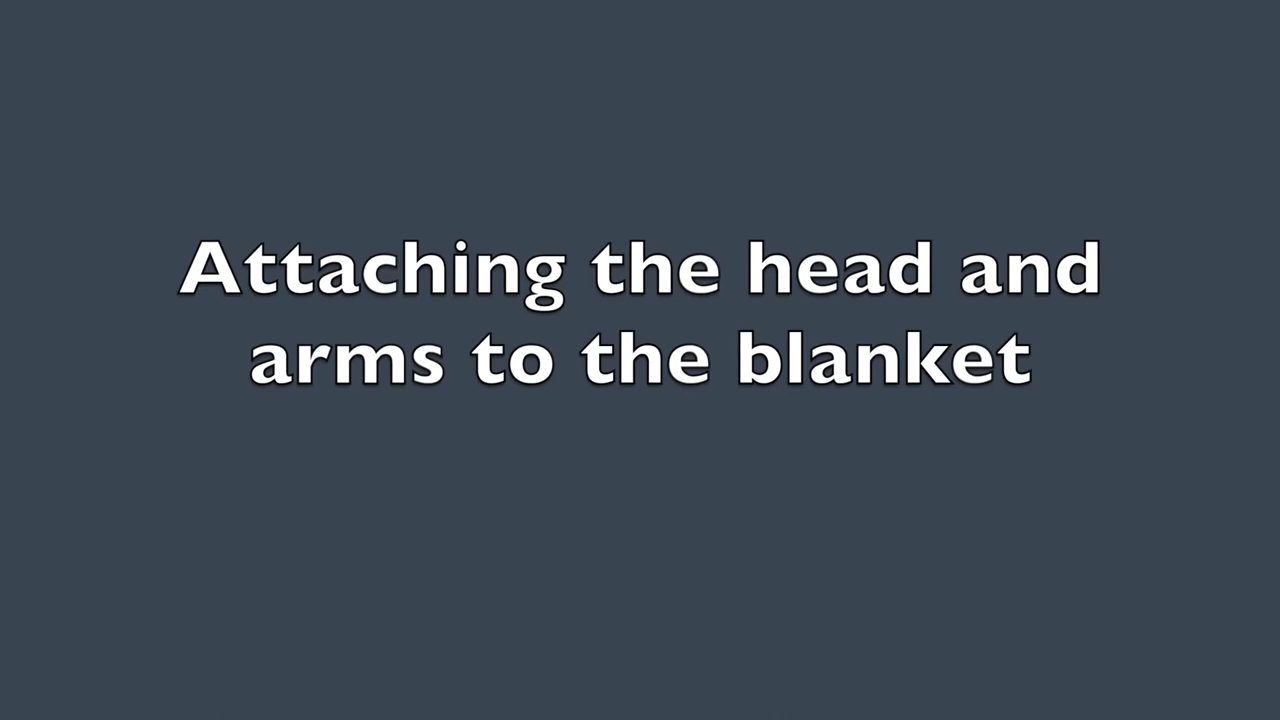 Attaching the head and
arms to the blanket